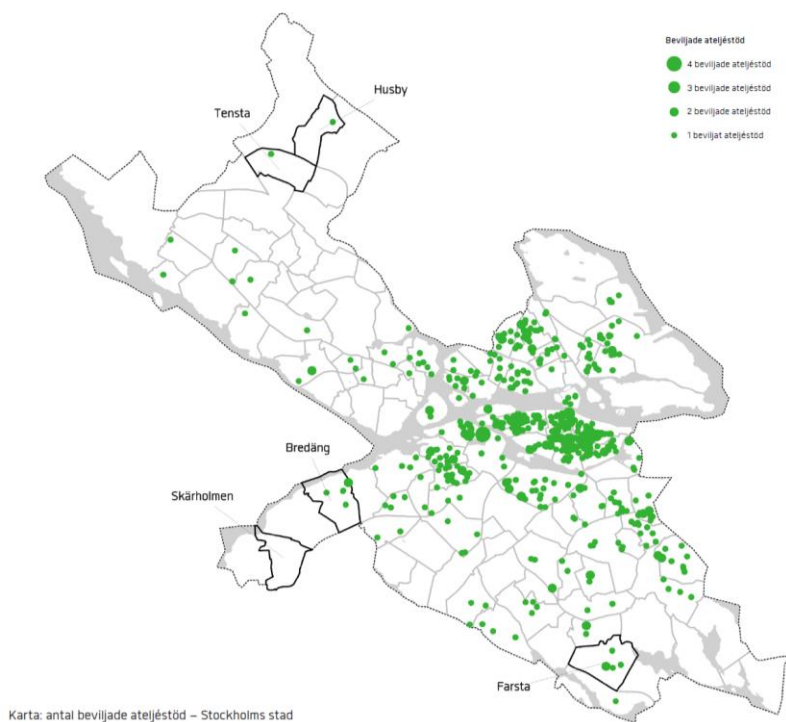 Beviljade ateljéstöd
4 beviljade ateljéstöd
3 beviljade ateljéstöd
2 beviljade ateljéstöd
1 beviljat ateljéstöd
Husby
Tensta
Bredäng
Skärholmen
Farsta
Karta: antal beviljade ateljéstöd – Stockholms stad